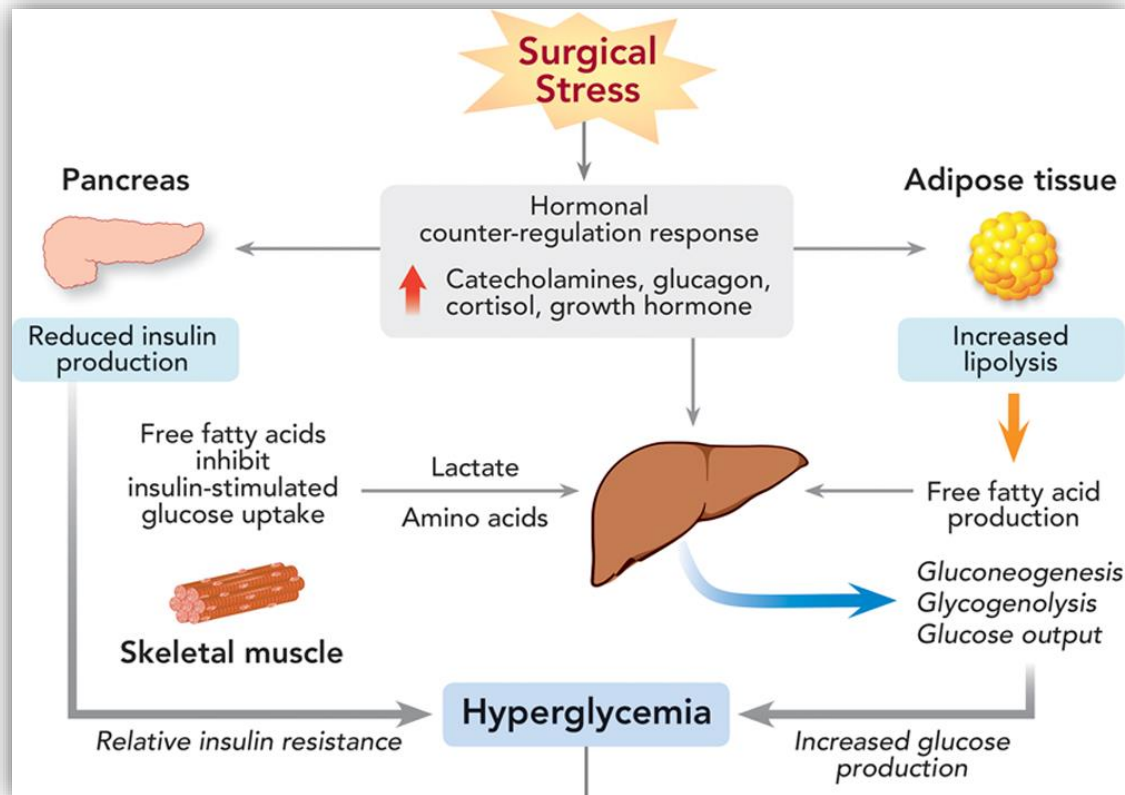 Surgical
Stress
Pancreas
Adipose tissue
Hormonal
counter-regulation response
Catecholamines, glucagon,
cortisol, growth hormone
Reduced insulin
production
Increased
lipolysis
Free fatty acids
inhibit
insulin-stimulated
glucose uptake
Lactate
Amino acids
Free fatty acid
production
Gluconeogenesis
Glycogenolysis
Glucose output
Skeletal muscle
Hyperglycemia
Relative insulin resistance
Increased glucose
production